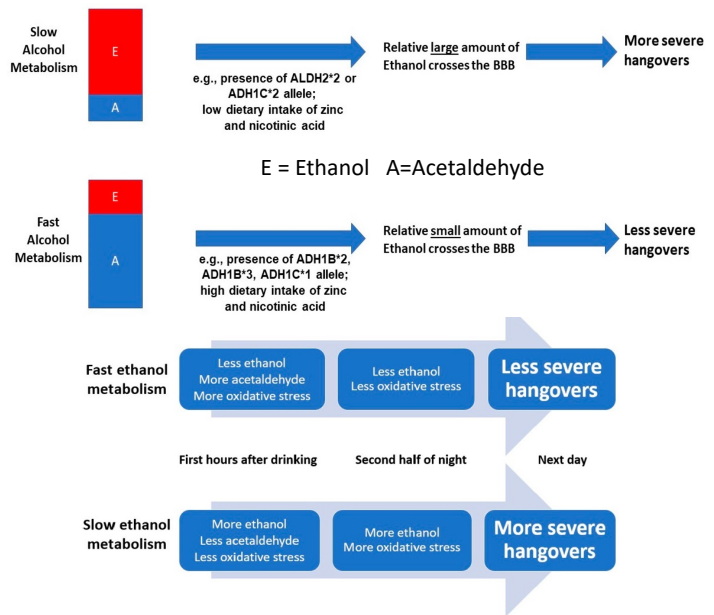 Slow
Alcohol
Metabolism
E
A
e.g., presence of ALDH2*2 or
ADH1C*2 allele;
low dietary intake of zinc
and nicotinic acid
Relative large amount of
Ethanol crosses the BBB
More severe
hangovers
E = Ethanol A=Acetaldehyde
Fast
Alcohol
Metabolism
E
A
e.g., presence of ADH1B*2,
ADH1B*3, ADH1C*1 allele;
high dietary intake of zinc
and nicotinic acid
Relative small amount of
Ethanol crosses the BBB
Less severe
hangovers
Fast ethanol
metabolism
Less ethanol
More acetaldehyde
More oxidative stress
Less ethanol
Less oxidative stress
Less severe
hangovers
First hours after drinking
Second half of night
Next day
Slow ethanol
metabolism
More ethanol
Less acetaldehyde
Less oxidative stress
More ethanol
More oxidative stress
More severe
hangovers